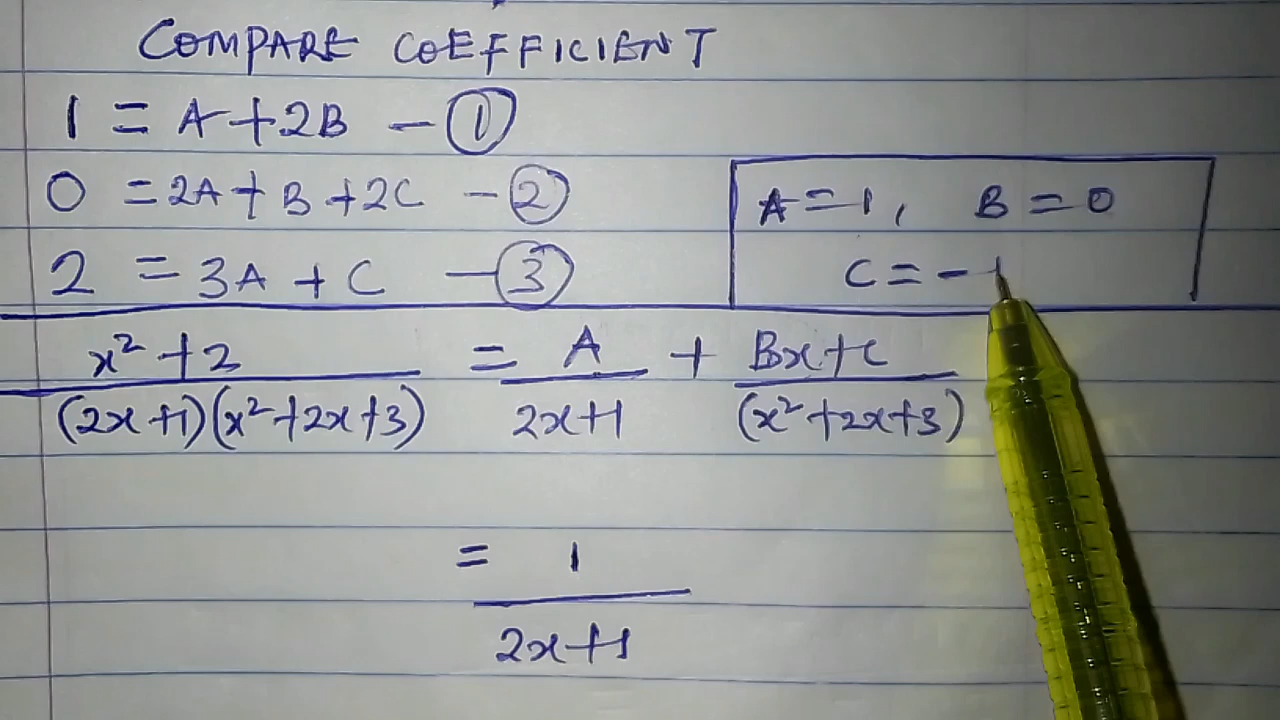 COMPARE COEFFICIENT
1 = A+2B - ①
0 = 2A+B+2C - ②
2 = 3A + C - ③
A = 1, B = 0
C = -1
x²+2 = A + Bx+c
(2x+1)(x²+2x+3) 2x+1 (x²+2x+3)
= 1
2x+1